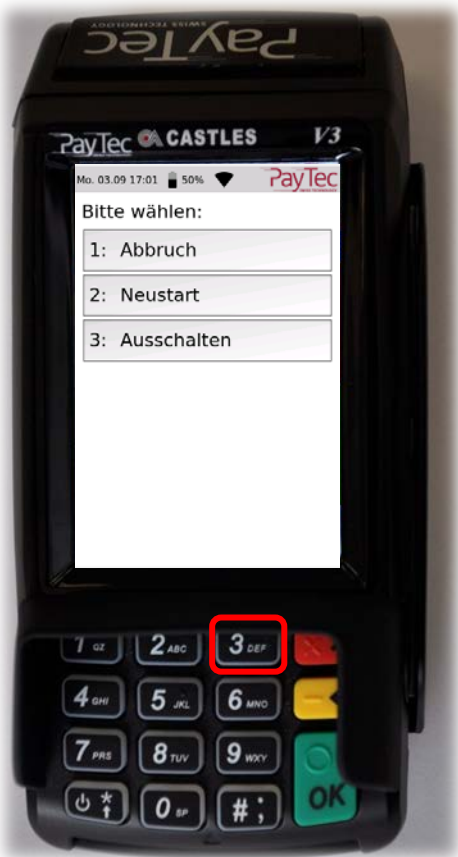 PayTec
SWISS TECHNOLOGY
PayTec CASTLES V3
Mo. 03.09 17:01 50% PayTec
Bitte wählen:
1: Abbruch
2: Neustart
3: Ausschalten
1 QZ 2 ABC 3 DEF
4 GHI 5 JKL 6 MNO
7 PRS 8 TUV 9 WXY
* 0 SP # ; OK